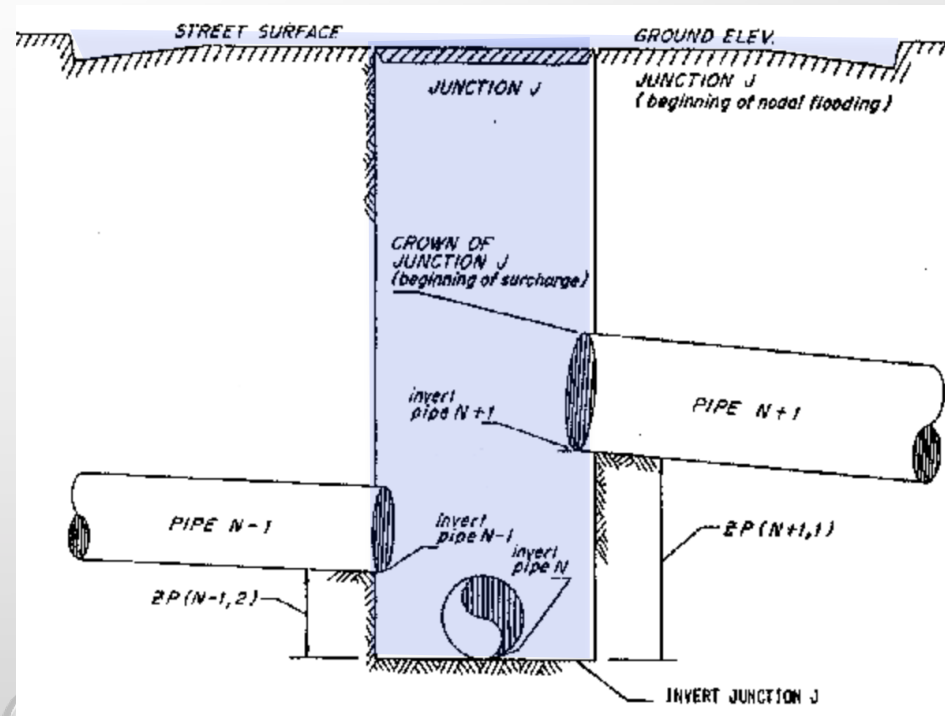 STREET SURFACE
GROUND ELEV.
JUNCTION J
JUNCTION J
(beginning of nodal flooding)
CROWN OF
JUNCTION J
(beginning of surcharge)
invert
pipe N+1
PIPE N+1
PIPE N-1
invert
pipe N-1
invert
pipe N
ZP(N+1,1)
ZP(N-1,2)
INVERT JUNCTION J